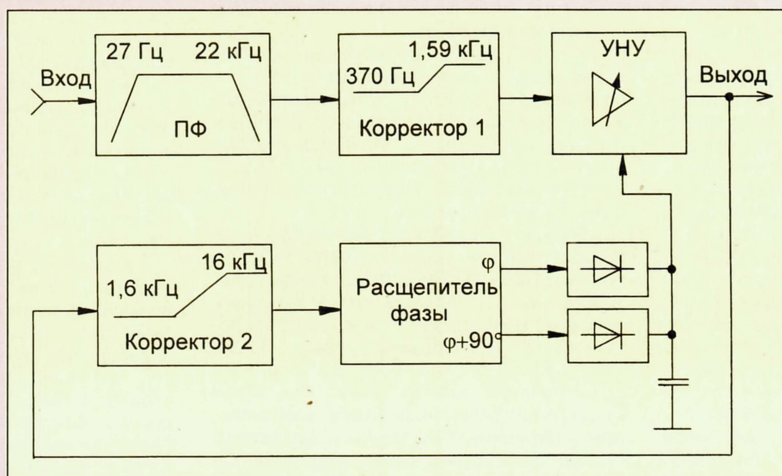 Вход
27 Гц 22 кГц
ПФ
370 Гц 1,59 кГц
Корректор 1
УНУ
Выход
1,6 кГц 16 кГц
Корректор 2
Расщепитель
фазы
φ
φ+90°